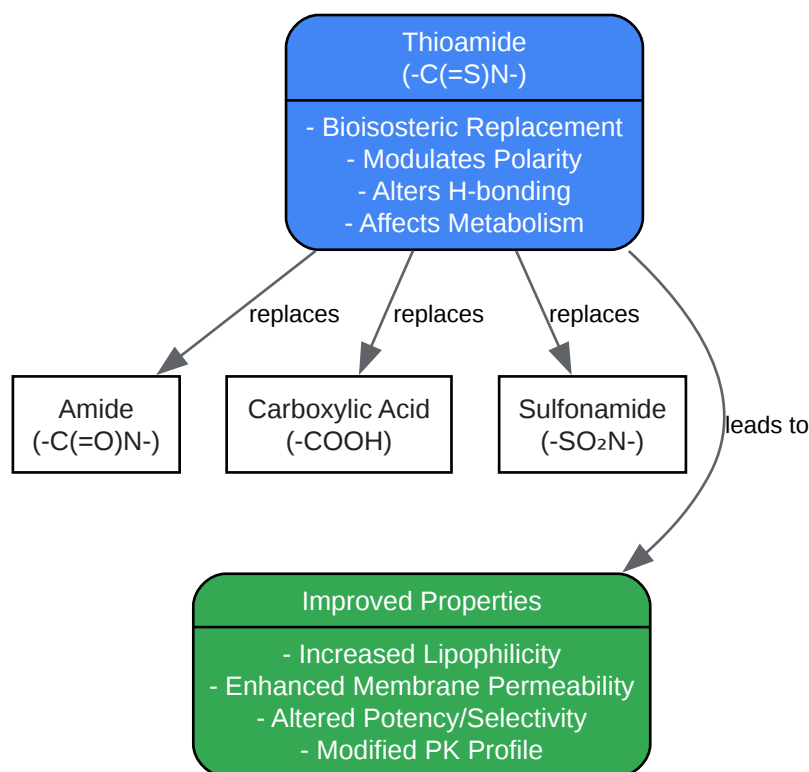 Thioamide
(-C(=S)N-)
- Bioisosteric Replacement
- Modulates Polarity
- Alters H-bonding
- Affects Metabolism
replaces
replaces
replaces
Amide
(-C(=O)N-)
Carboxylic Acid
(-COOH)
Sulfonamide
(-SO₂N-)
leads to
Improved Properties
- Increased Lipophilicity
- Enhanced Membrane Permeability
- Altered Potency/Selectivity
- Modified PK Profile